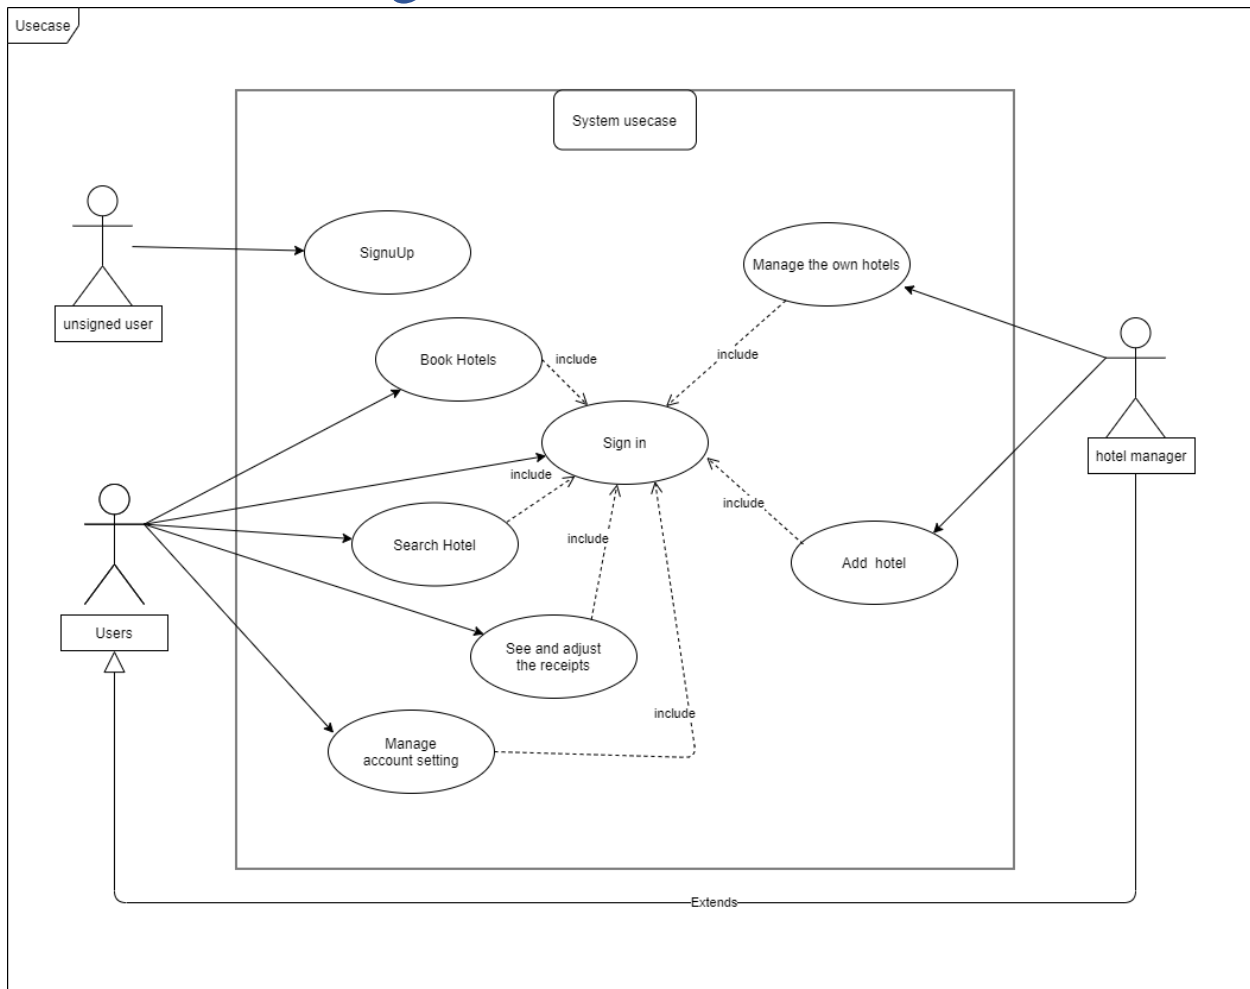 Usecase
System usecase
SignuUp
Manage the own hotels
unsigned user
Book Hotels
include
include
Sign in
hotel manager
include
include
Search Hotel
include
Add  hotel
Users
See and adjust
the receipts
include
Manage
account setting
Extends